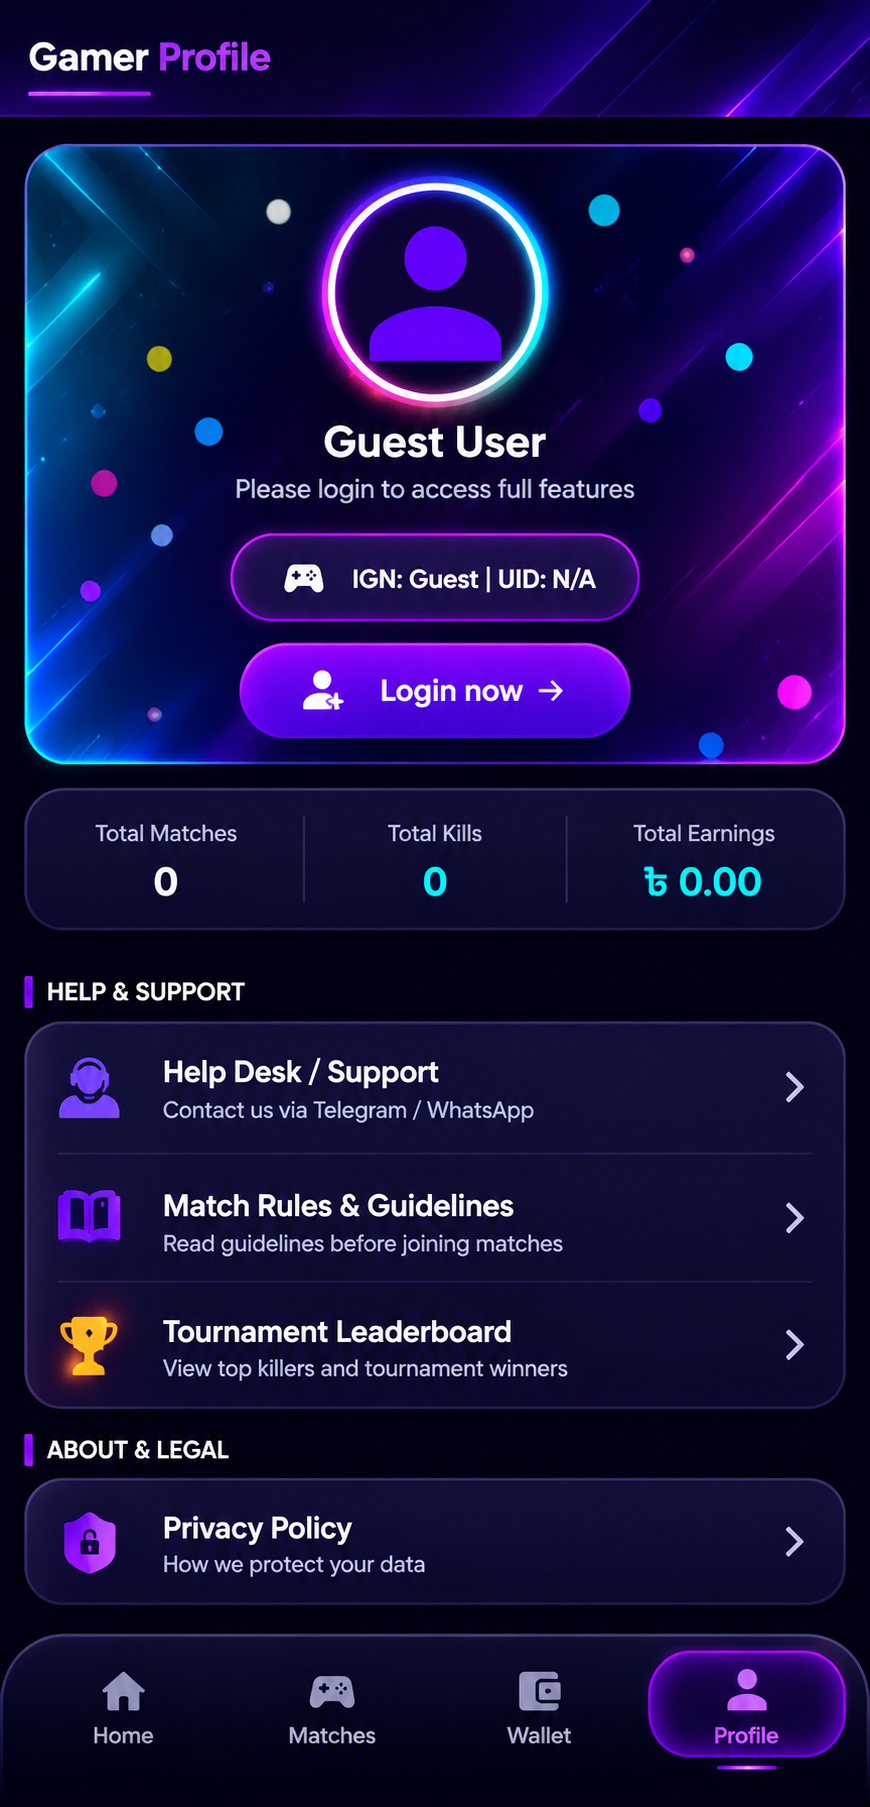 Gamer Profile
Guest User
Please login to access full features
IGN: Guest | UID: N/A
Login now →
Total Matches
0
Total Kills
0
Total Earnings
৳ 0.00
HELP & SUPPORT
Help Desk / Support
Contact us via Telegram / WhatsApp
Match Rules & Guidelines
Read guidelines before joining matches
Tournament Leaderboard
View top killers and tournament winners
ABOUT & LEGAL
Privacy Policy
How we protect your data
Home
Matches
Wallet
Profile